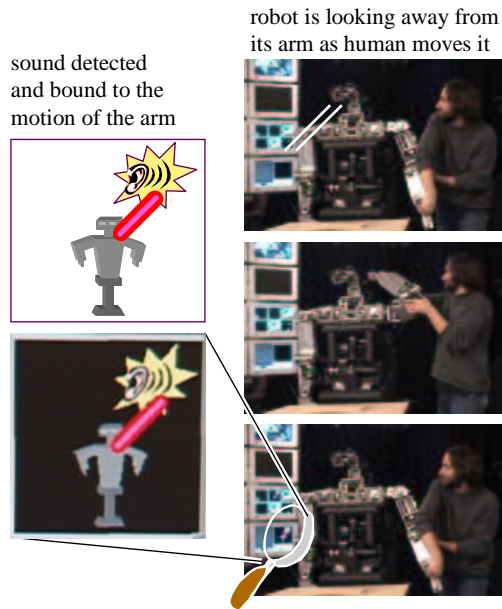 robot is looking away from
its arm as human moves it
sound detected
and bound to the
motion of the arm